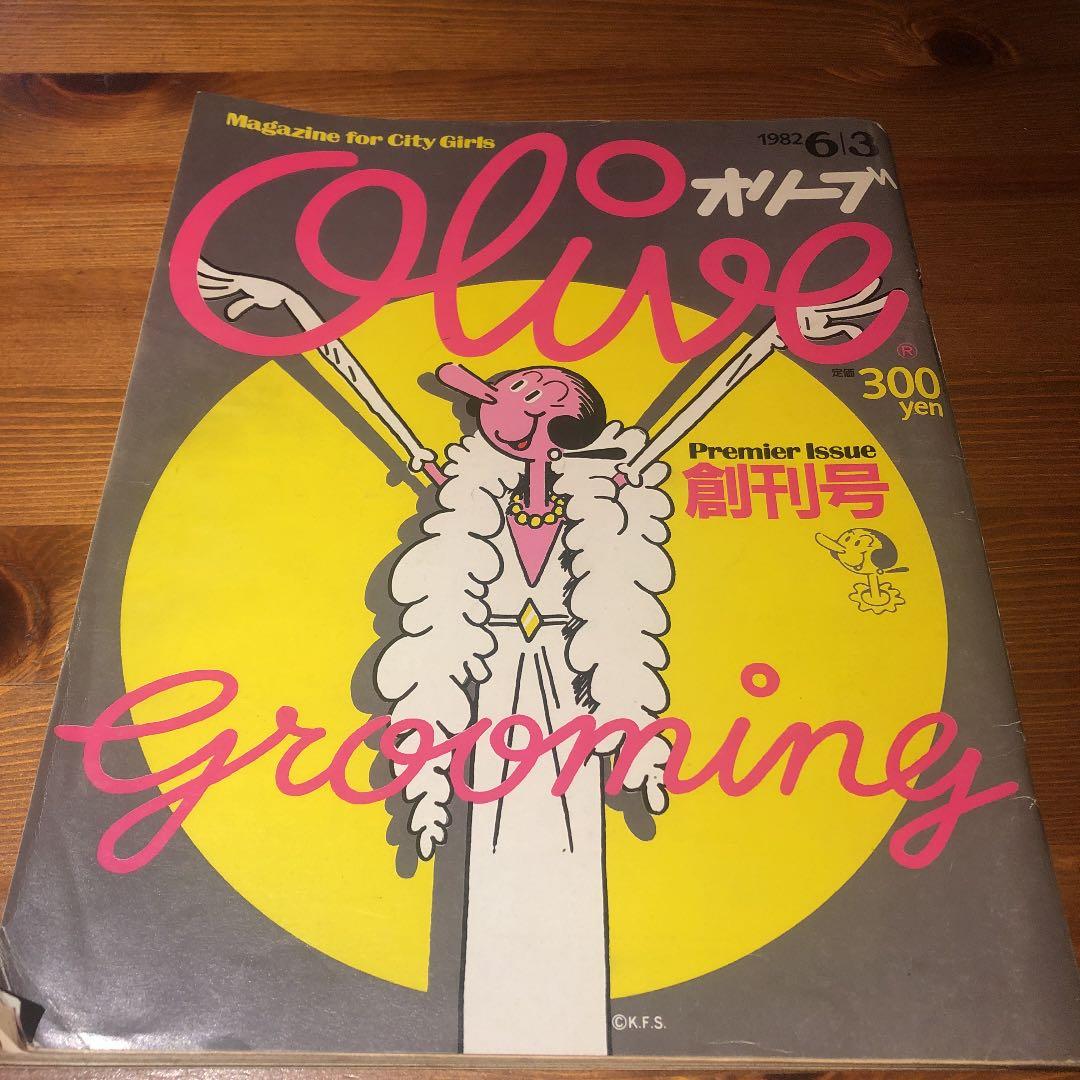 Magazine for City Girls
1982 6|3
Olive
オリーブ
®
定価 300
yen
Premier Issue
創刊号
Grooming
©K.F.S.